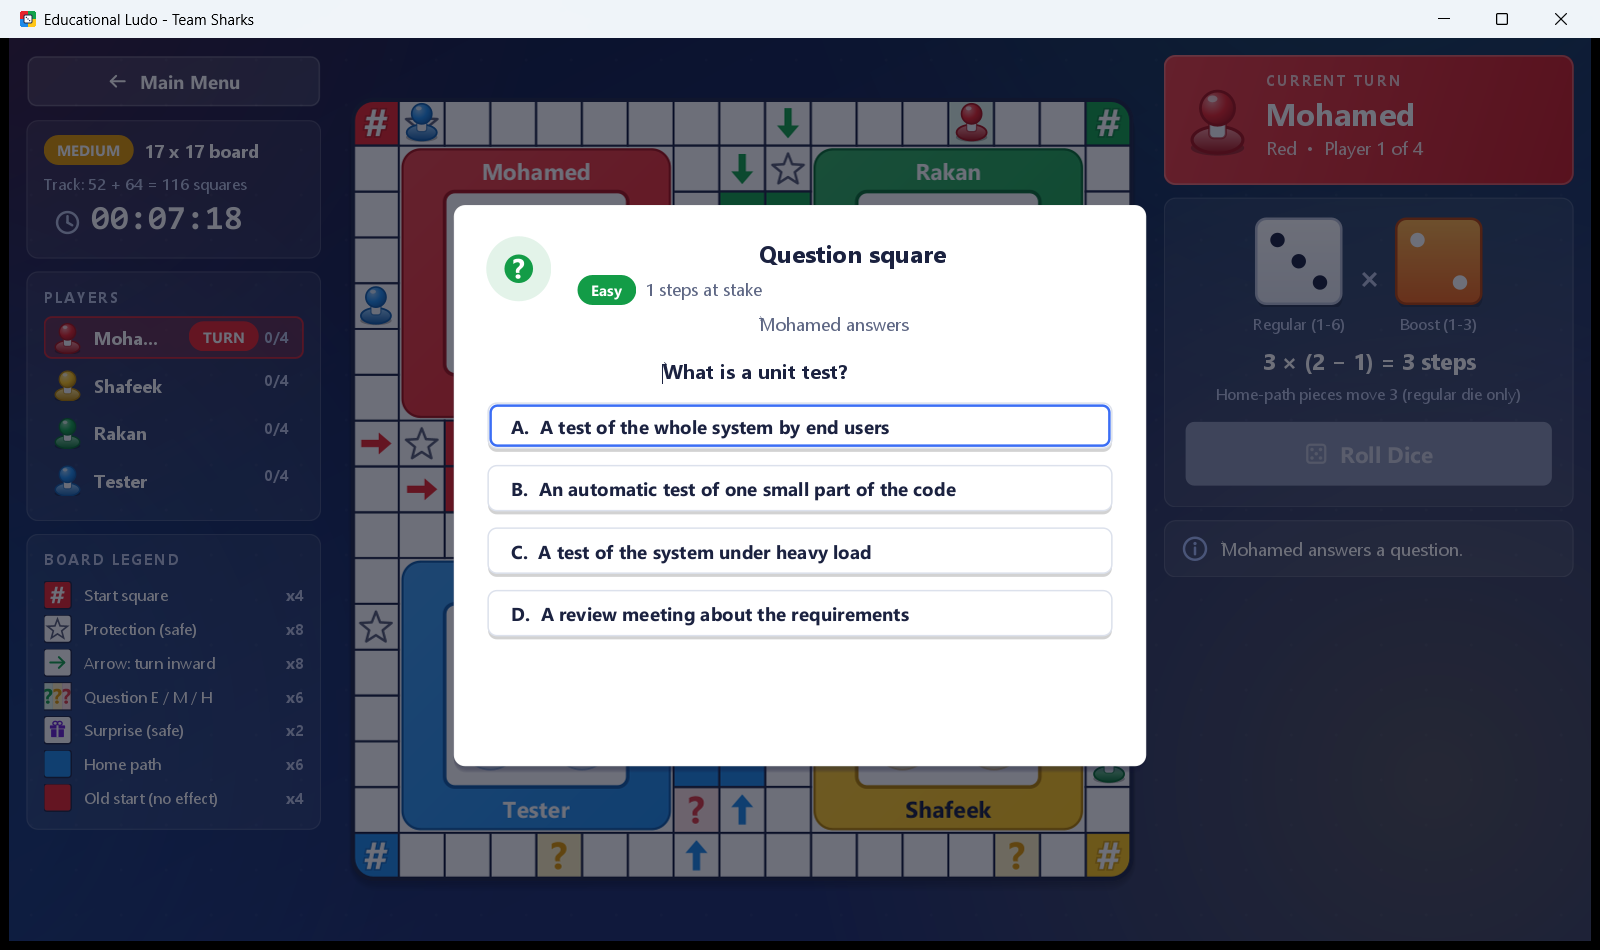 Educational Ludo - Team Sharks
Main Menu
MEDIUM 17 x 17 board
Track: 52 + 64 = 116 squares
00:07:18
PLAYERS
Moha... TURN 0/4
Shafeek 0/4
Rakan 0/4
Tester 0/4
BOARD LEGEND
# Start square x4
Protection (safe) x8
Arrow: turn inward x8
??? Question E / M / H x6
Surprise (safe) x2
Home path x6
Old start (no effect) x4
# #
Mohamed Rakan
Question square
Easy 1 steps at stake
Mohamed answers
What is a unit test?
A. A test of the whole system by end users
B. An automatic test of one small part of the code
C. A test of the system under heavy load
D. A review meeting about the requirements
Tester ? Shafeek
# ? ? #
CURRENT TURN
Mohamed
Red • Player 1 of 4
×
Regular (1-6) Boost (1-3)
3 × (2 − 1) = 3 steps
Home-path pieces move 3 (regular die only)
Roll Dice
Mohamed answers a question.